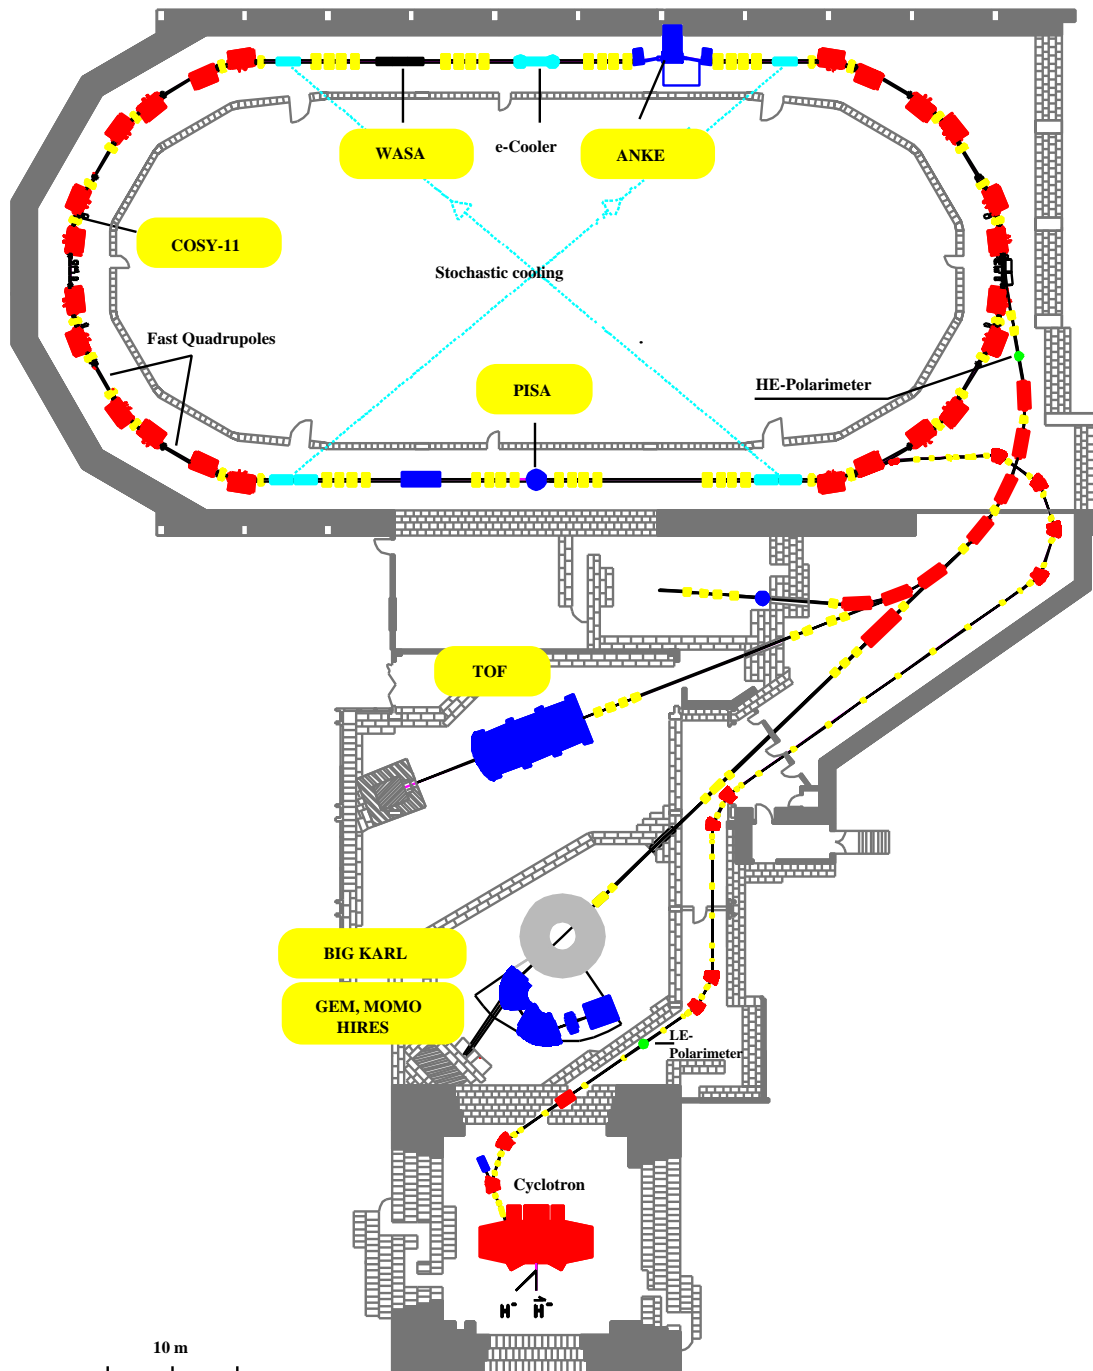 WASA
e-Cooler
ANKE
COSY-11
Stochastic cooling
Fast Quadrupoles
PISA
HE-Polarimeter
TOF
BIG KARL
GEM, MOMO
HIRES
LE-
Polarimeter
Cyclotron
H-
10 m